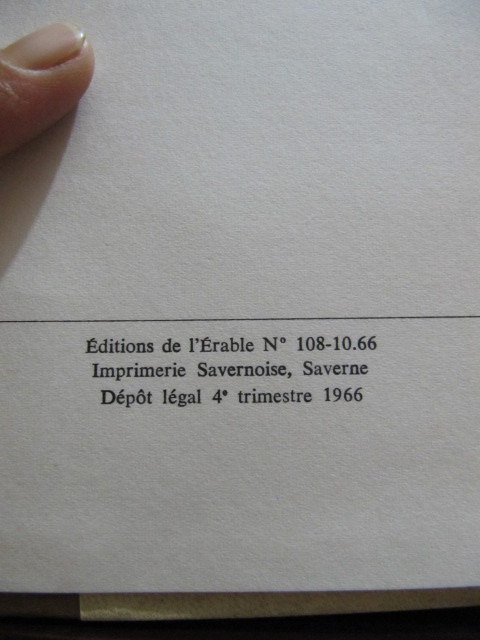 Éditions de l'Érable N° 108-10.66
Imprimerie Savernoise, Saverne
Dépôt légal 4e trimestre 1966